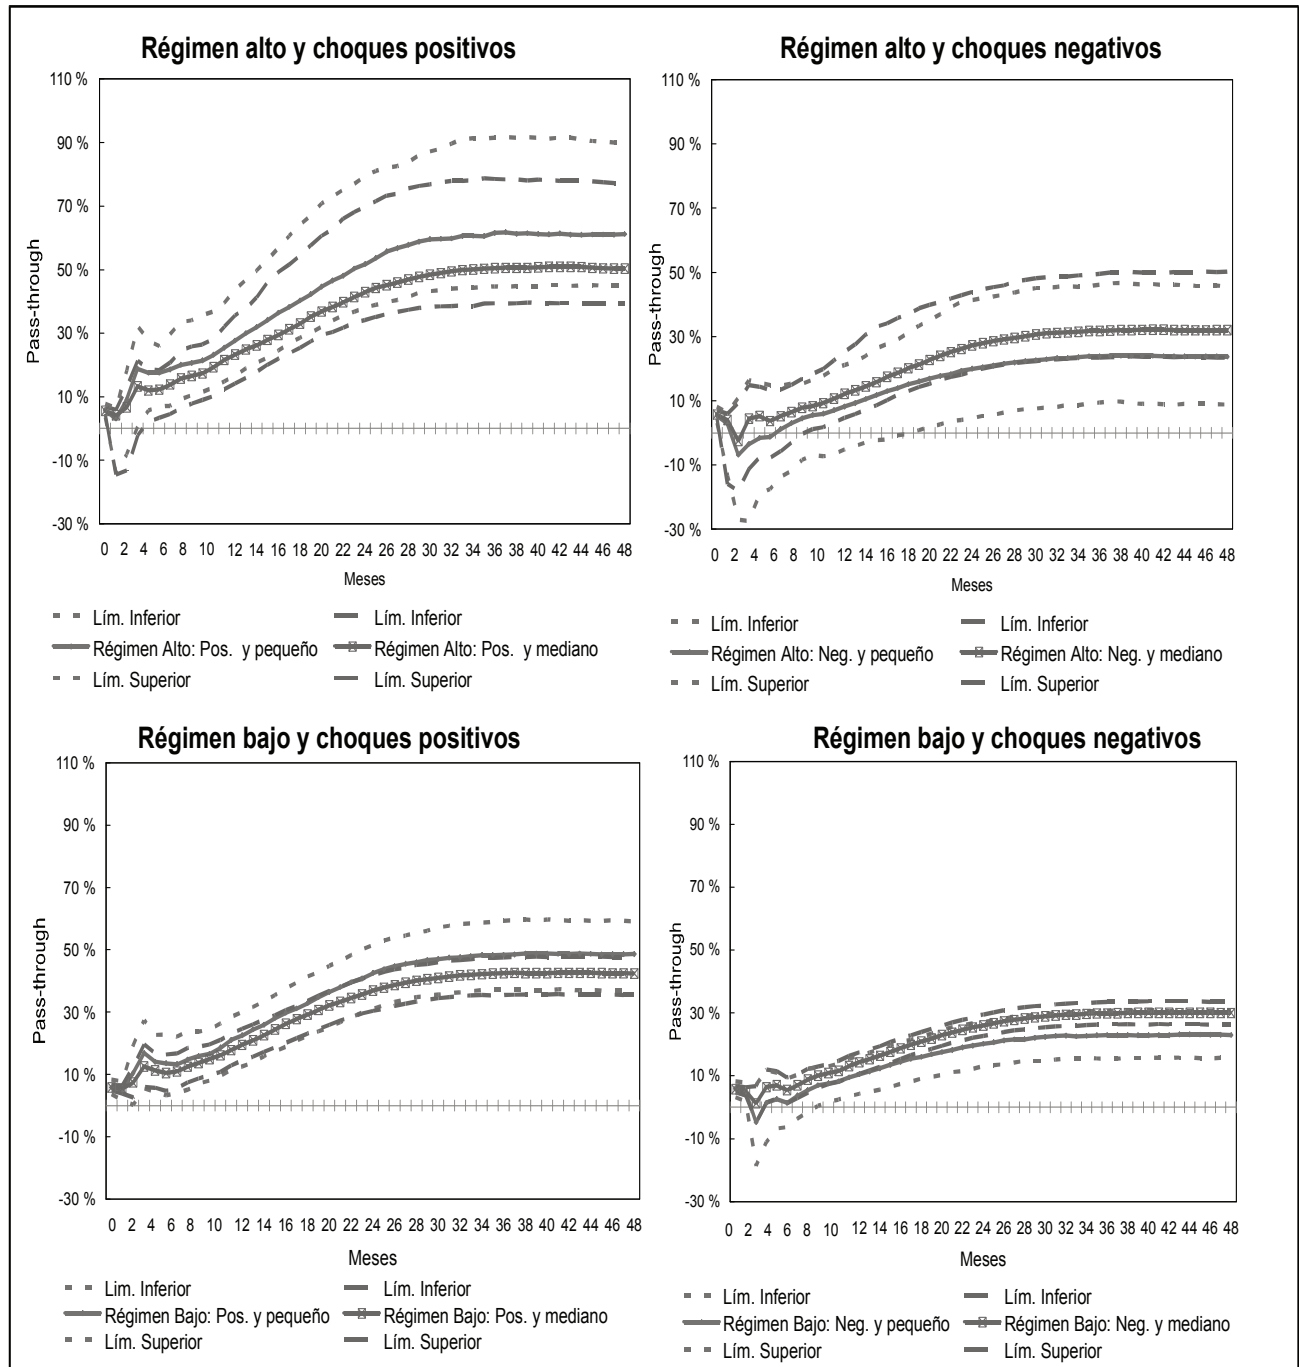 Régimen alto y choques positivos
110 %
90 %
70 %
50 %
30 %
10 %
-10 %
-30 %
Pass-through
0 2 4 6 8 10 12 14 16 18 20 22 24 26 28 30 32 34 36 38 40 42 44 46 48
Meses
Lím. Inferior Lím. Inferior
Régimen Alto: Pos. y pequeño Régimen Alto: Pos. y mediano
Lím. Superior Lím. Superior
Régimen alto y choques negativos
110 %
90 %
70 %
50 %
30 %
10 %
-10 %
-30 %
Pass-through
0 2 4 6 8 10 12 14 16 18 20 22 24 26 28 30 32 34 36 38 40 42 44 46 48
Meses
Lím. Inferior Lím. Inferior
Régimen Alto: Neg. y pequeño Régimen Alto: Neg. y mediano
Lím. Superior Lím. Superior
Régimen bajo y choques positivos
110 %
90 %
70 %
50 %
30 %
10 %
-10 %
-30 %
Pass-through
0 2 4 6 8 10 12 14 16 18 20 22 24 26 28 30 32 34 36 38 40 42 44 46 48
Meses
Lim. Inferior Lím. Inferior
Régimen Bajo: Pos. y pequeño Régimen Bajo: Pos. y mediano
Lím. Superior Lím. Superior
Régimen bajo y choques negativos
110 %
90 %
70 %
50 %
30 %
10 %
-10 %
-30 %
Pass-through
0 2 4 6 8 10 12 14 16 18 20 22 24 26 28 30 32 34 36 38 40 42 44 46 48
Meses
Lím. Inferior Lím. Inferior
Régimen Bajo: Neg. y pequeño Régimen Bajo: Neg. y mediano
Lím. Superior Lím. Superior